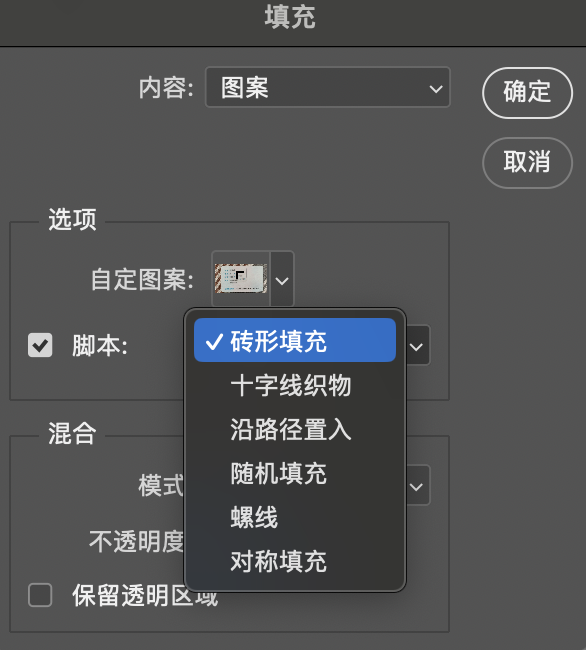 填充
内容: 图案
确定
取消
选项
自定图案:
脚本:
砖形填充
十字线织物
沿路径置入
随机填充
螺线
对称填充
混合
模式
不透明度
保留透明区域